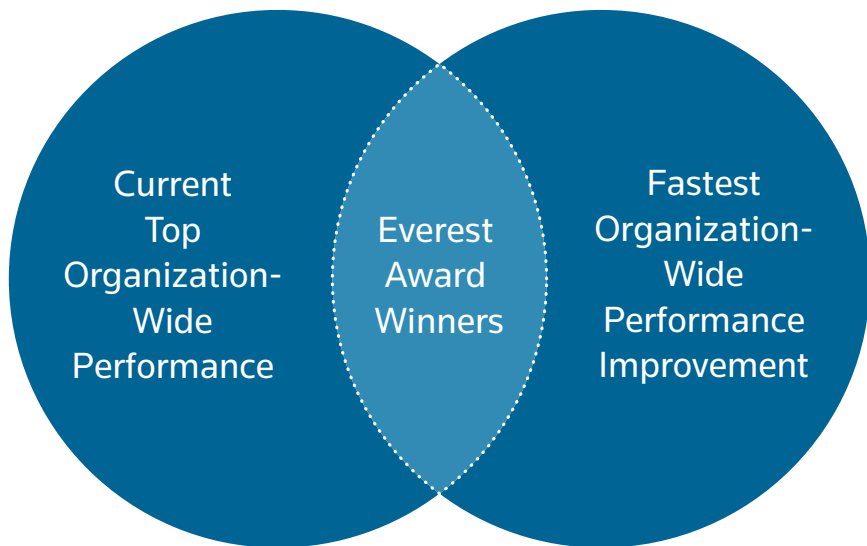 Current
Top
Organization-
Wide
Performance
Everest
Award
Winners
Fastest
Organization-
Wide
Performance
Improvement